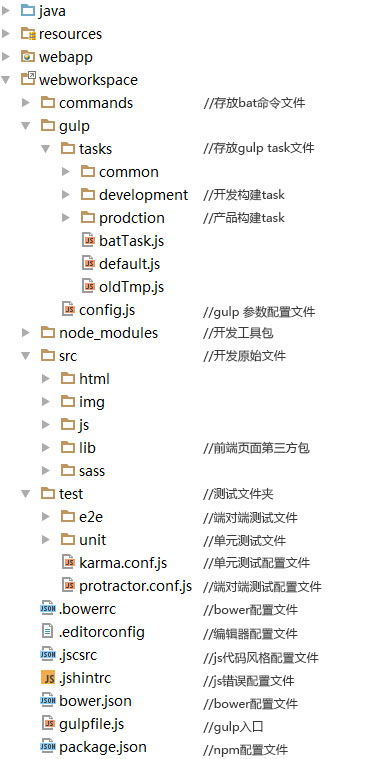 java
resources
webapp
webworkspace
commands //存放bat命令文件
gulp
tasks //存放gulp task文件
common
development //开发构建task
prodction //产品构建task
batTask.js
default.js
oldTmp.js
config.js //gulp 参数配置文件
node_modules //开发工具包
src //开发原始文件
html
img
js
lib //前端页面第三方包
sass
test //测试文件夹
e2e //端对端测试文件
unit //单元测试文件
karma.conf.js //单元测试配置文件
protractor.conf.js //端对端测试配置文件
.bowerrc //bower配置文件
.editorconfig //编辑器配置文件
.jscsrc //js代码风格配置文件
.jshintrc //js错误配置文件
bower.json //bower配置文件
gulpfile.js //gulp入口
package.json //npm配置文件